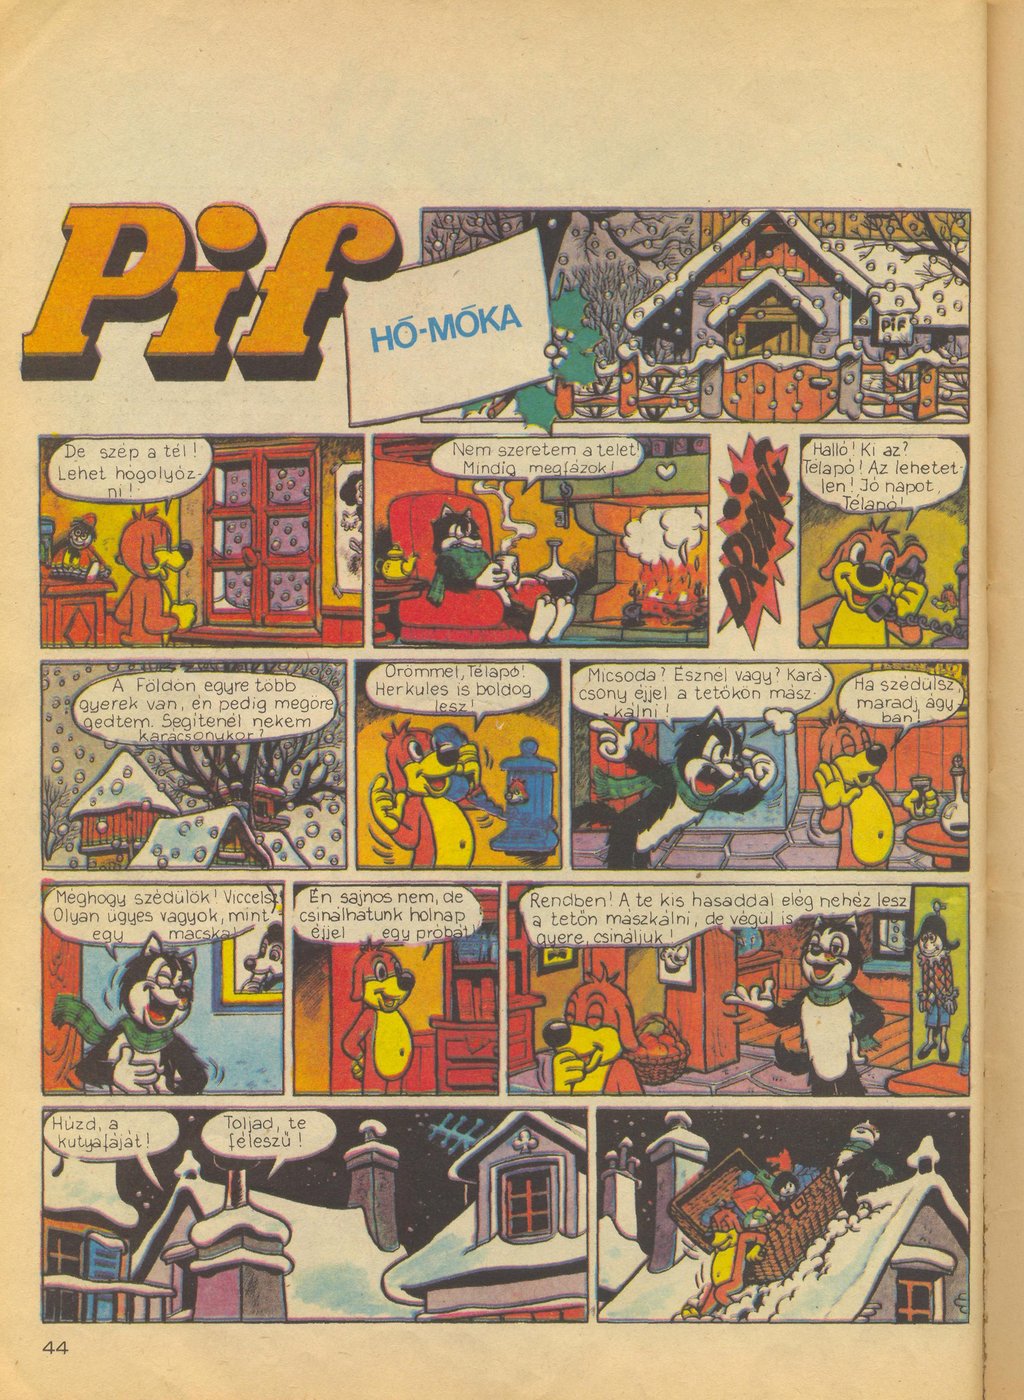 Pif
HÓ-MÓKA
PiF
De szép a tél!
Lehet hógolyóz-
ni!
Nem szeretem a telet!
Mindig megfázok!
DRINNG
Halló! Ki az?
Télapó! Az lehetet-
len! Jó napot,
Télapó!
A Földön egyre több
gyerek van, én pedig megöre
gedtem. Segítenél nekem
karácsonykor?
Örömmel, Télapó!
Herkules is boldog
lesz!
Micsoda? Esznél vagy? Kará
csony éjjel a tetőkön mász-
kálni!
Ha szédülsz,
maradj ágy
ban!
Méghogy szédülök! Viccelsz!
Olyan ügyes vagyok, mint
egy macska!
Én sajnos nem, de
csinálhatunk holnap
éjjel egy próbát!
Rendben! A te kis hasaddal elég nehéz lesz
a tetőn mászkálni, de végül is
gyere, csináljuk!
Húzd, a
kutyafáját!
Toljad, te
féleszű!
44